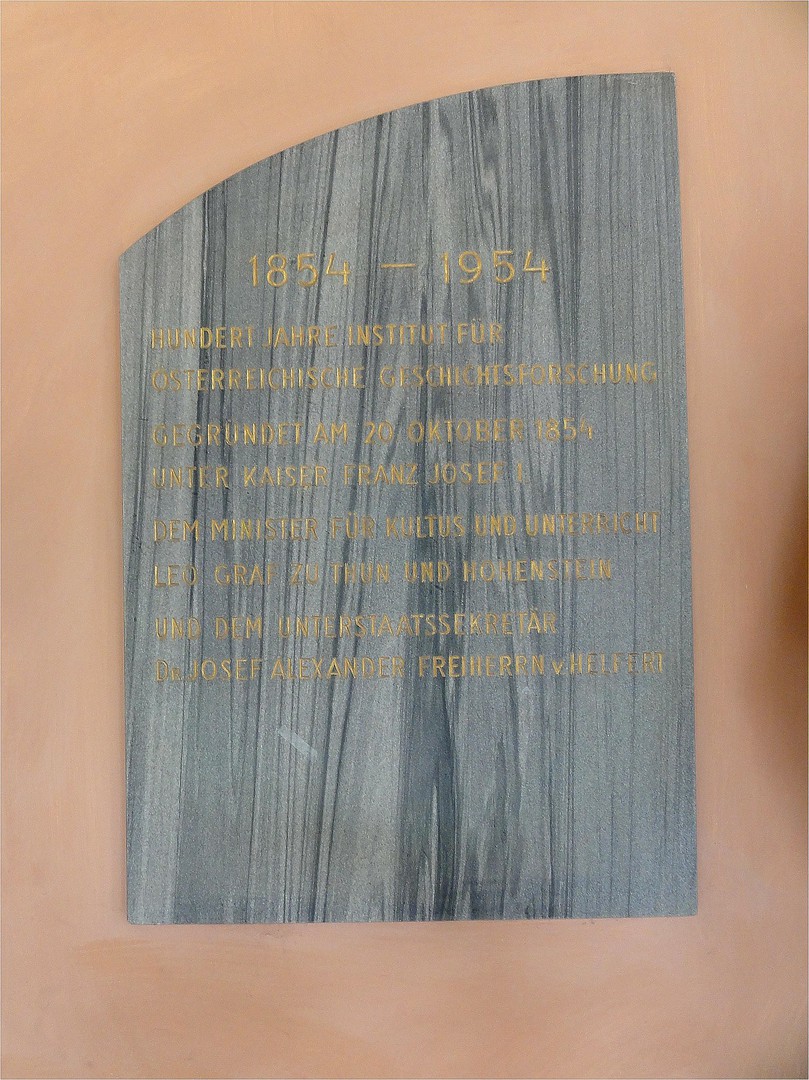 1854 — 1954
HUNDERT JAHRE INSTITUT FÜR
ÖSTERREICHISCHE GESCHICHTSFORSCHUNG
GEGRÜNDET AM 20 OKTOBER 1854
UNTER KAISER FRANZ JOSEF I
DEM MINISTER FÜR KULTUS UND UNTERRICHT
LEO GRAF ZU THUN UND HOHENSTEIN
UND DEM UNTERSTAATSSEKRETÄR
DR. JOSEF ALEXANDER FREIHERRN v. HELFERT